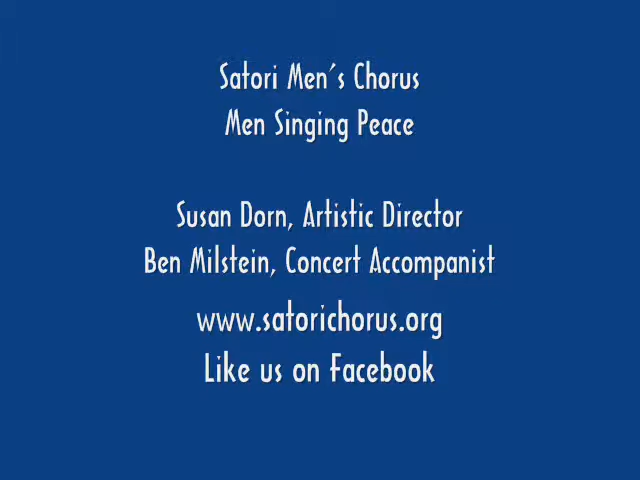 Satori Men's Chorus
Men Singing Peace
Susan Dorn, Artistic Director
Ben Milstein, Concert Accompanist
www.satorichorus.org
Like us on Facebook